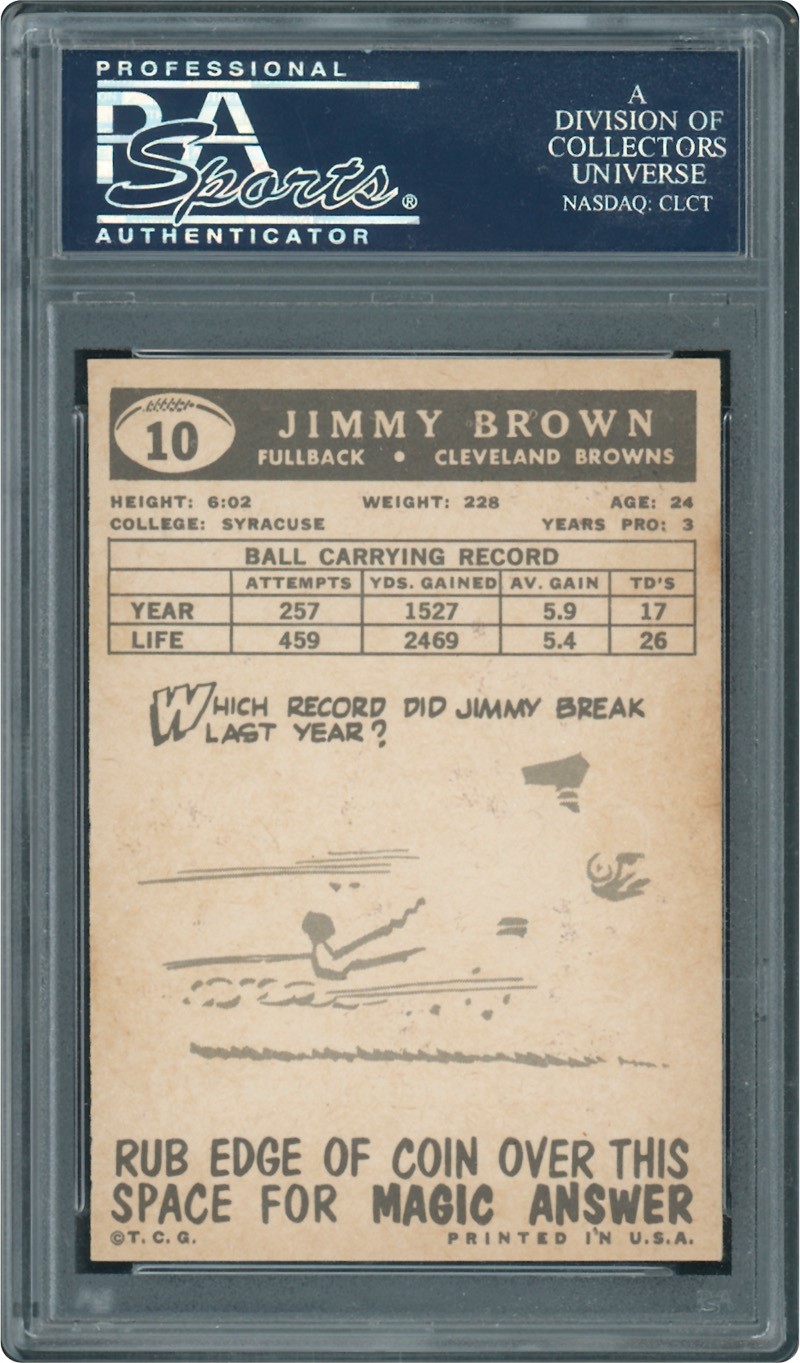 PROFESSIONAL
PSA
Sports®
AUTHENTICATOR
A
DIVISION OF
COLLECTORS
UNIVERSE
NASDAQ: CLCT
10
JIMMY BROWN
FULLBACK • CLEVELAND BROWNS
HEIGHT: 6:02 WEIGHT: 228 AGE: 24
COLLEGE: SYRACUSE YEARS PRO: 3
BALL CARRYING RECORD
ATTEMPTS YDS. GAINED AV. GAIN TD'S
YEAR 257 1527 5.9 17
LIFE 459 2469 5.4 26
WHICH RECORD DID JIMMY BREAK
LAST YEAR?
RUB EDGE OF COIN OVER THIS
SPACE FOR MAGIC ANSWER
©T. C. G. PRINTED IN U.S.A.